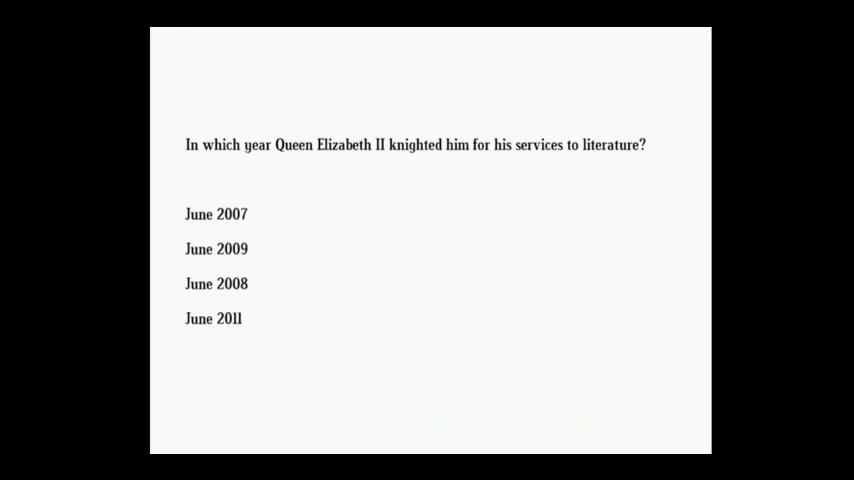 In which year Queen Elizabeth II knighted him for his services to literature?
June 2007
June 2009
June 2008
June 2011